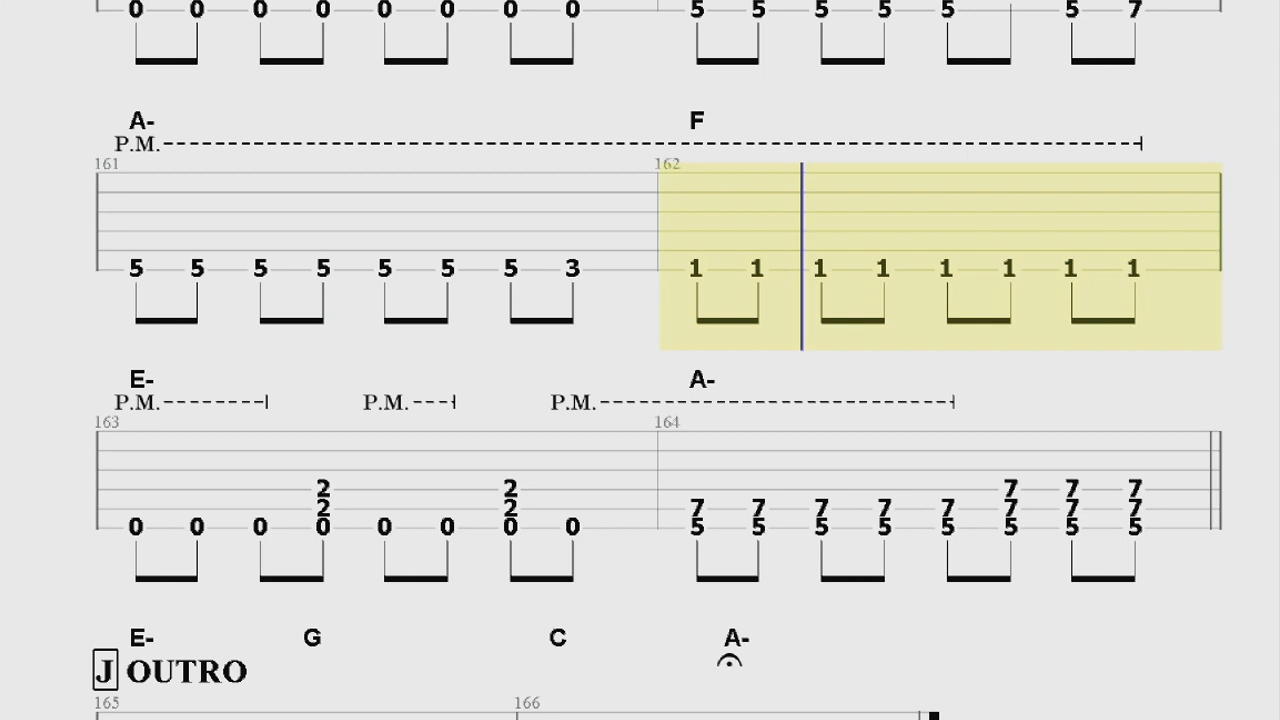 0 0 0 0 0 0 0 0 5 5 5 5 5 5 7
A- F
P.M.
161 162
5 5 5 5 5 5 5 3 1 1 1 1 1 1 1 1
E- A-
P.M. P.M. P.M.
163 164
2 2 7 7 7
2 2 7 7 7 7 7 7 7 7
0 0 0 0 0 0 0 0 5 5 5 5 5 5 5 5
E- G C A-
J OUTRO
165 166